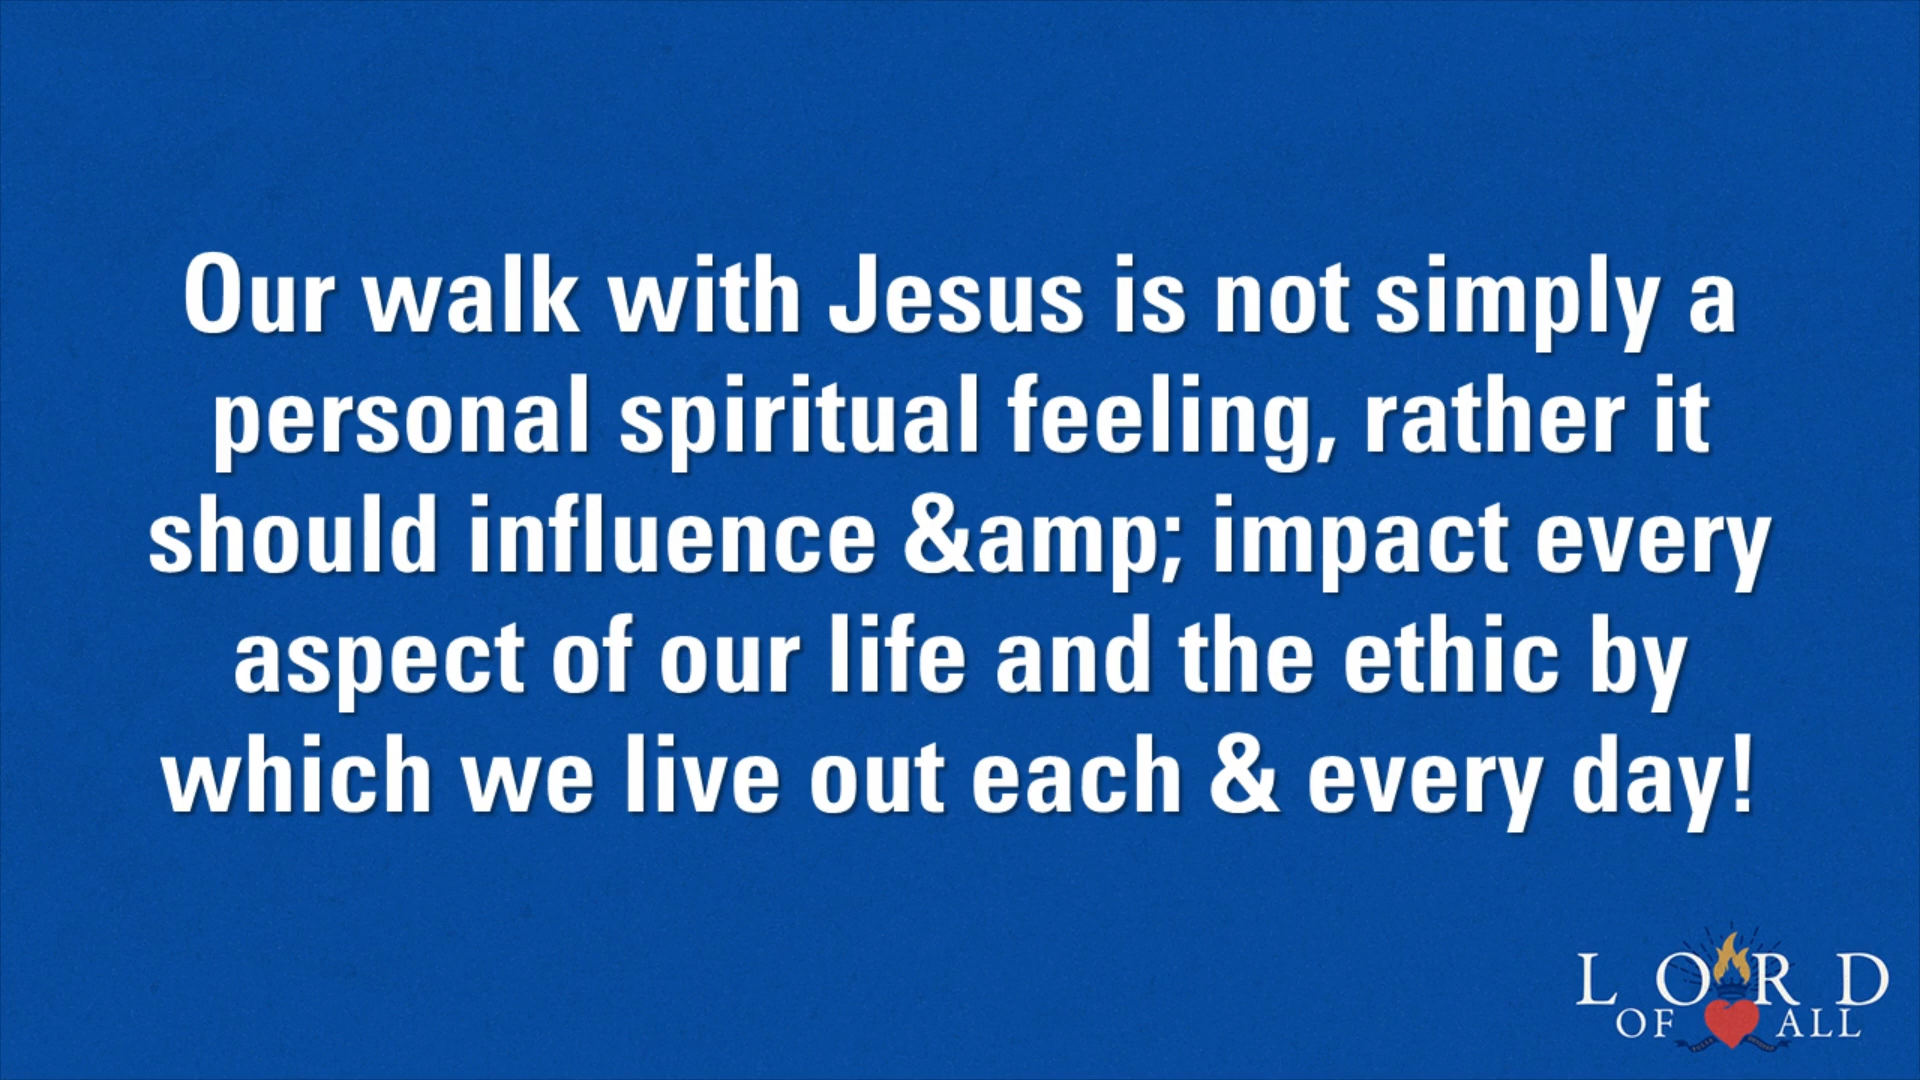 Our walk with Jesus is not simply a
personal spiritual feeling, rather it
should influence &amp; impact every
aspect of our life and the ethic by
which we live out each & every day!
LORD
OF ALL